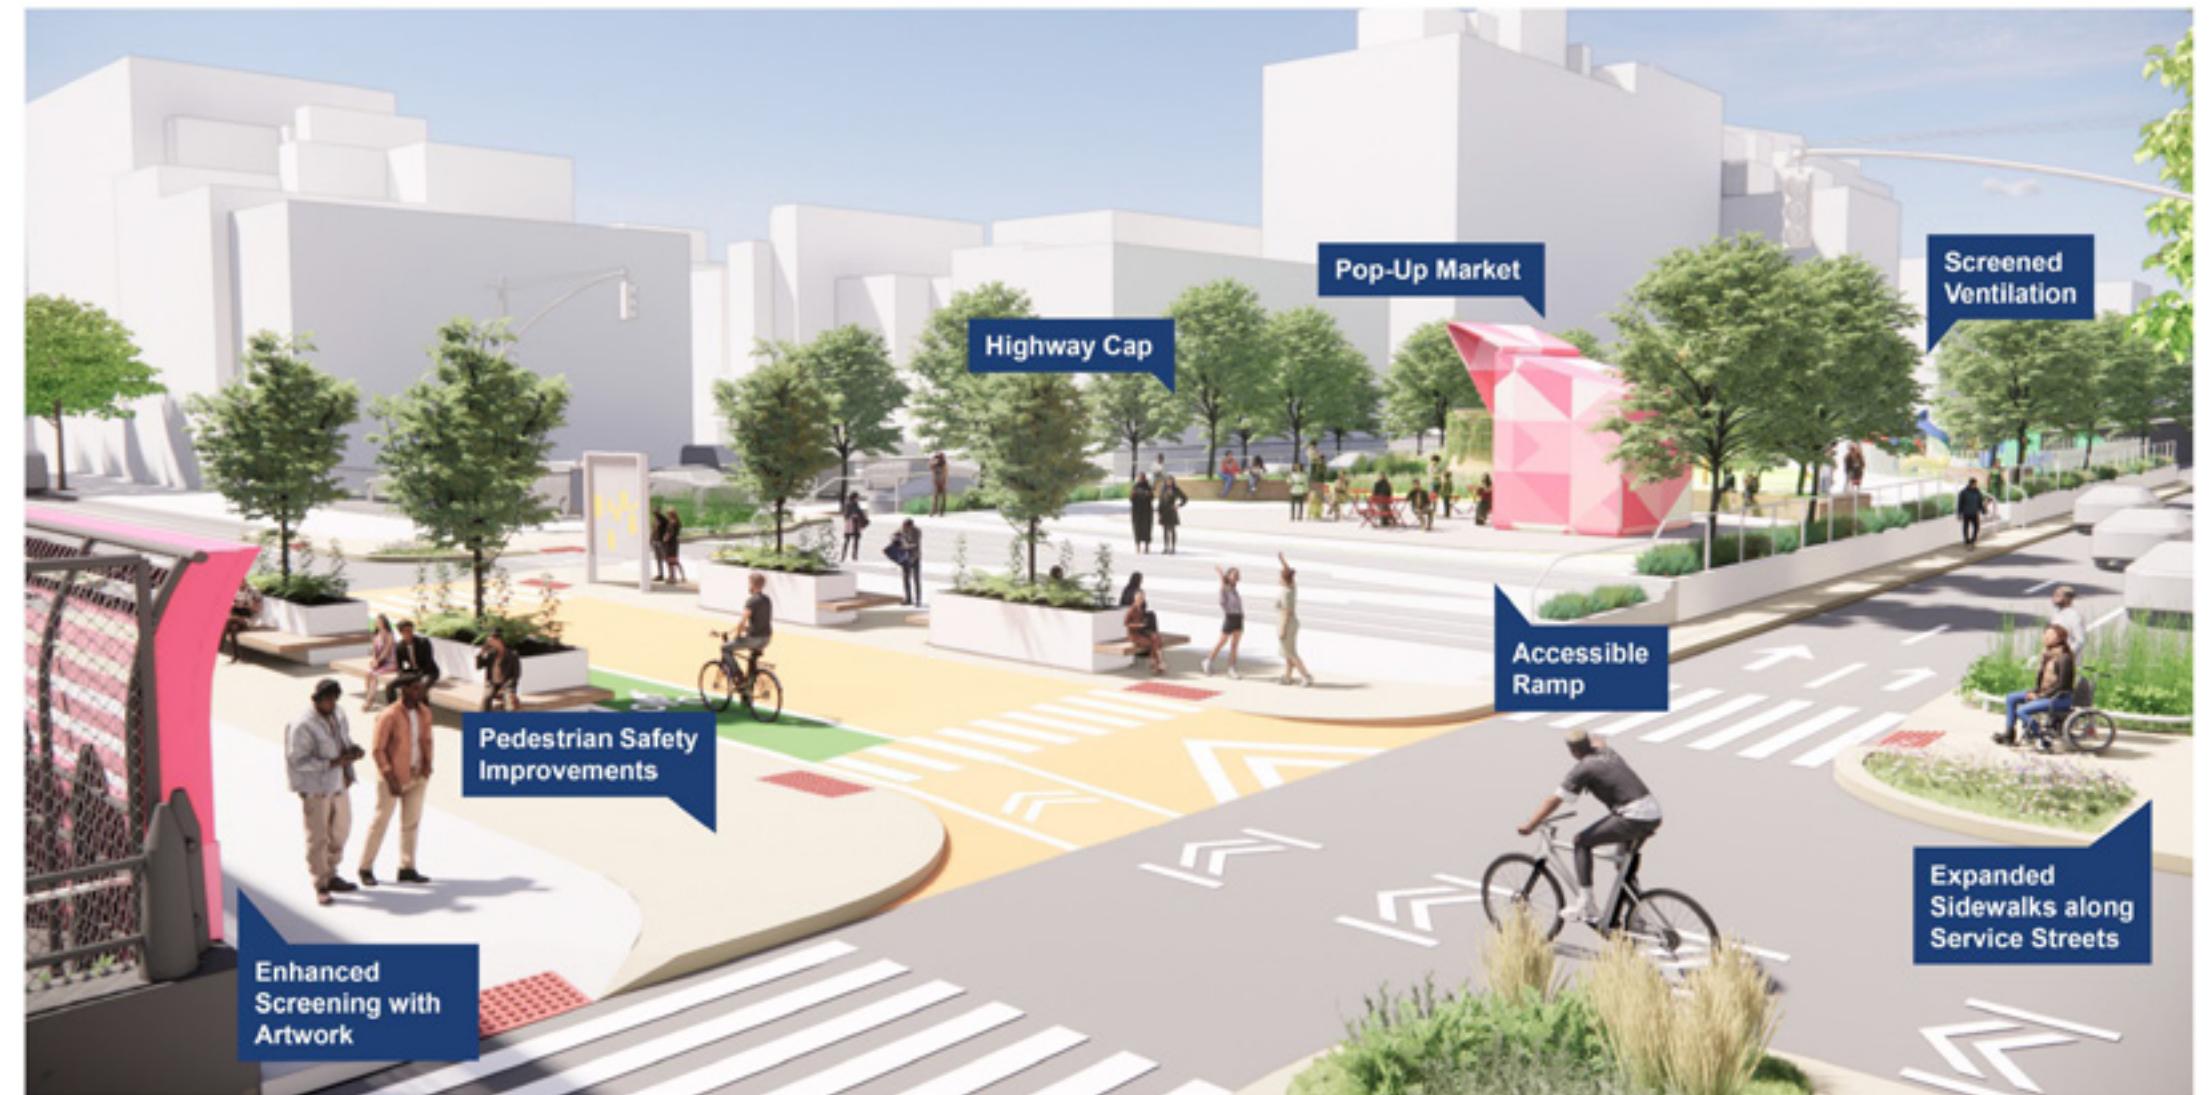 Pop-Up Market
Screened
Ventilation
Highway Cap
Accessible
Ramp
Pedestrian Safety
Improvements
Expanded
Sidewalks along
Service Streets
Enhanced
Screening with
Artwork